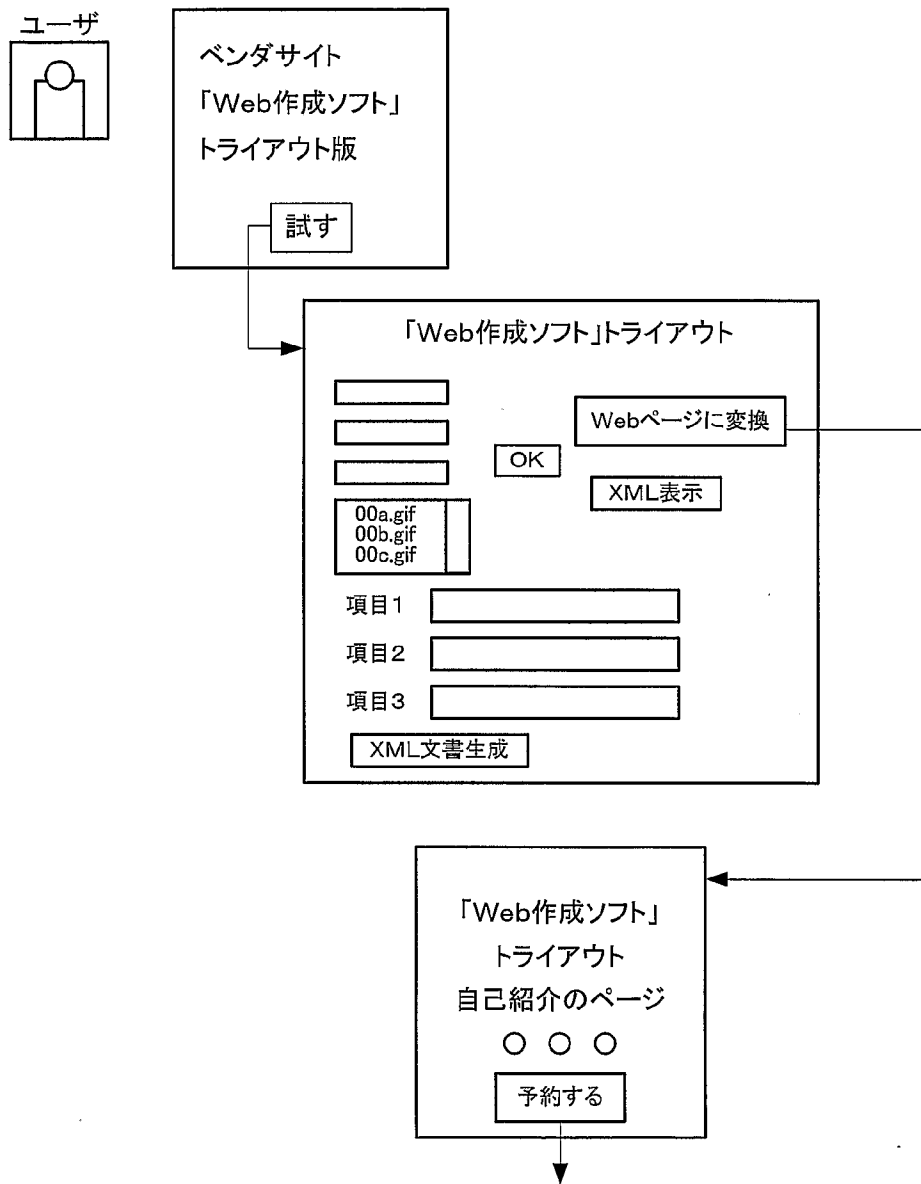 ユーザ
ベンダサイト
「Web作成ソフト」
トライアウト版
試す
「Web作成ソフト」トライアウト
Webページに変換
OK
XML表示
00a.gif
00b.gif
00c.gif
項目1
項目2
項目3
XML文書生成
「Web作成ソフト」
トライアウト
自己紹介のページ
○ ○ ○
予約する